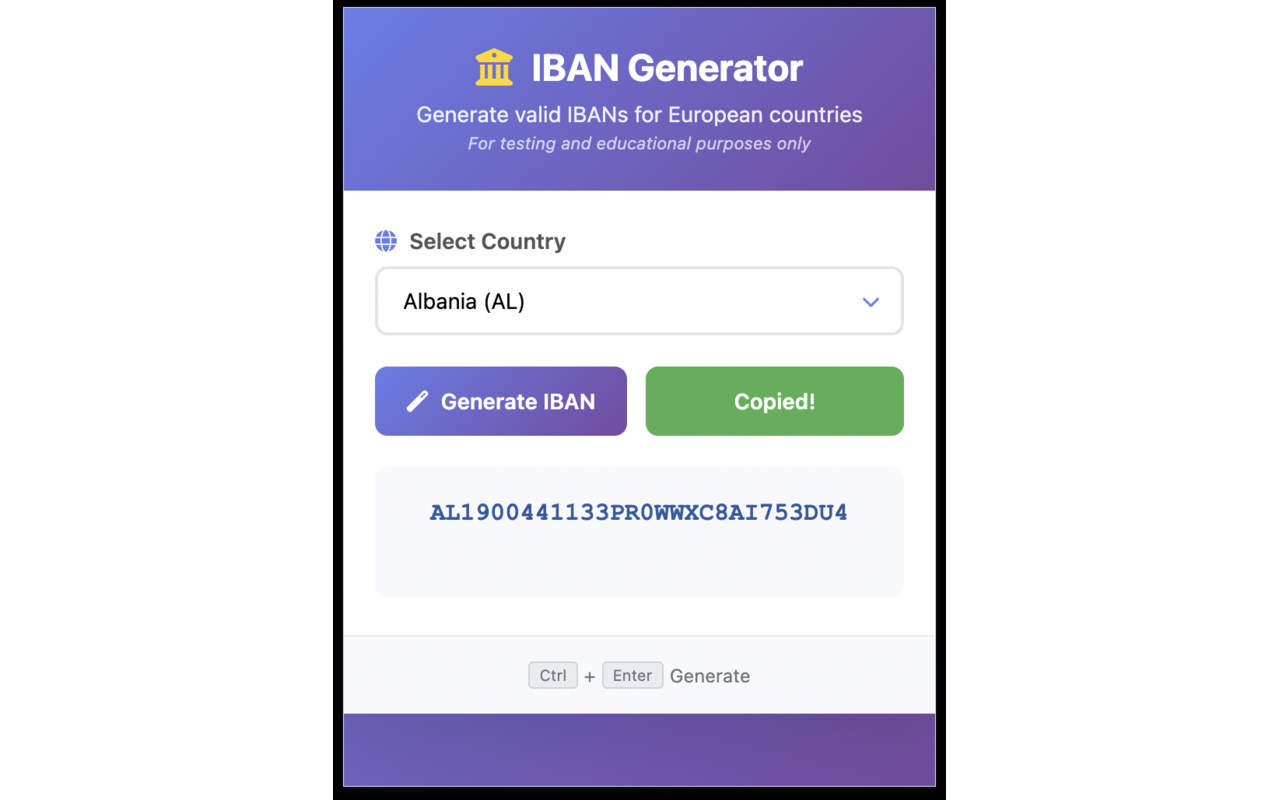 IBAN Generator
Generate valid IBANs for European countries
For testing and educational purposes only
Select Country
Albania (AL)
Generate IBAN
Copied!
AL1900441133PR0WWXC8AI753DU4
Ctrl + Enter Generate